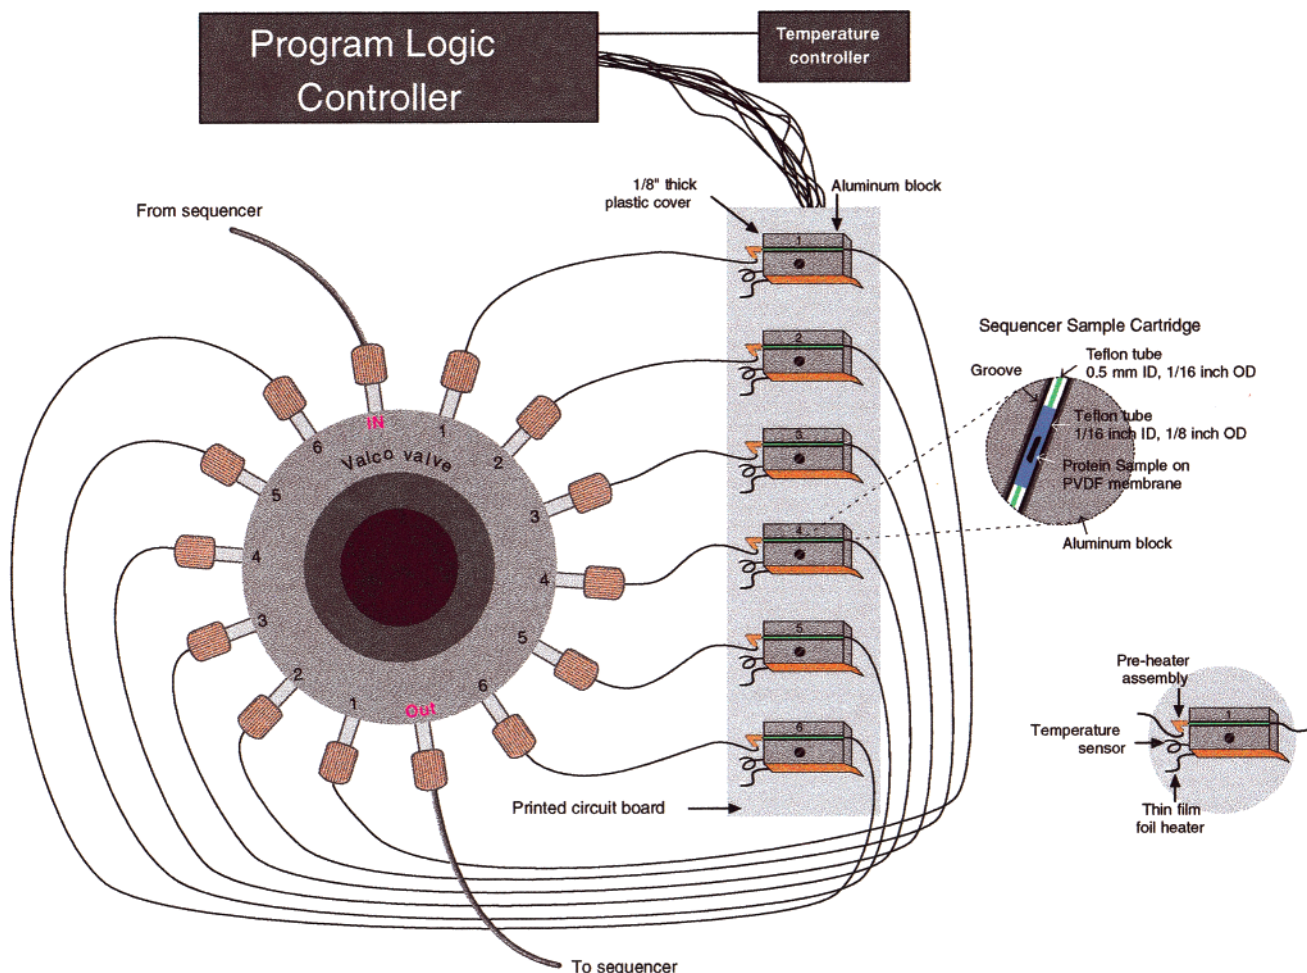 Program Logic
Controller
Temperature
controller
From sequencer
1/8" thick
plastic cover
Aluminum block
1
2
3
4
5
6
Sequencer Sample Cartridge
Groove
Teflon tube
0.5 mm ID, 1/16 inch OD
Teflon tube
1/16 inch ID, 1/8 inch OD
Protein Sample on
PVDF membrane
Aluminum block
IN
Valco valve
1
2
3
4
5
6
Out
1
2
3
4
5
6
Pre-heater
assembly
1
Temperature
sensor
Thin film
foil heater
Printed circuit board
To sequencer